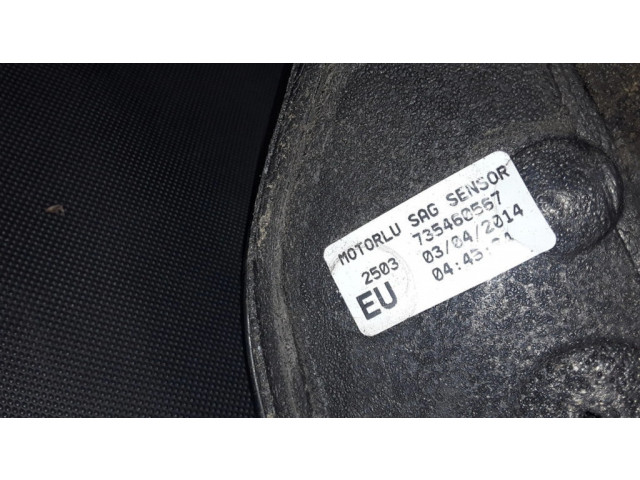 MOTORLU SAG SENSOR
2503 735460567
03/04/2014
EU